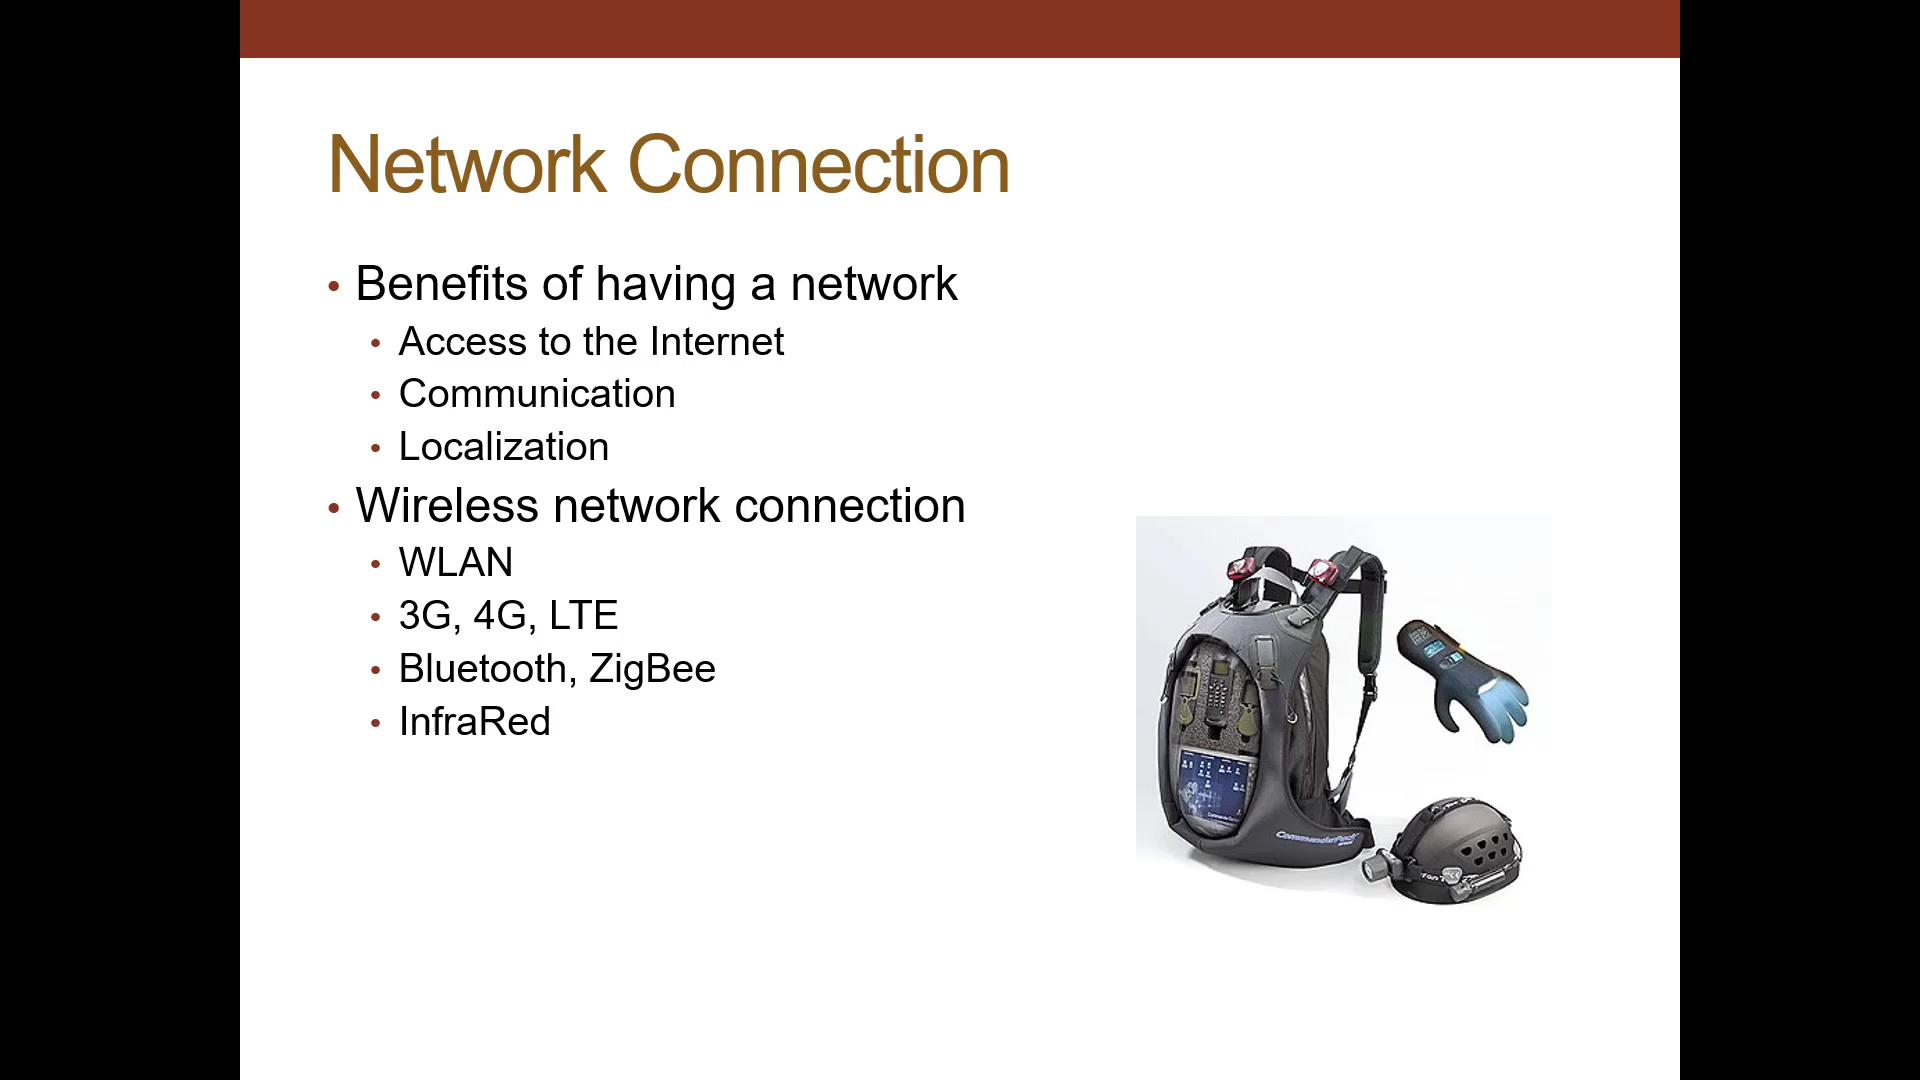 Network Connection
• Benefits of having a network
• Access to the Internet
• Communication
• Localization
• Wireless network connection
• WLAN
• 3G, 4G, LTE
• Bluetooth, ZigBee
• InfraRed
CommanderPack